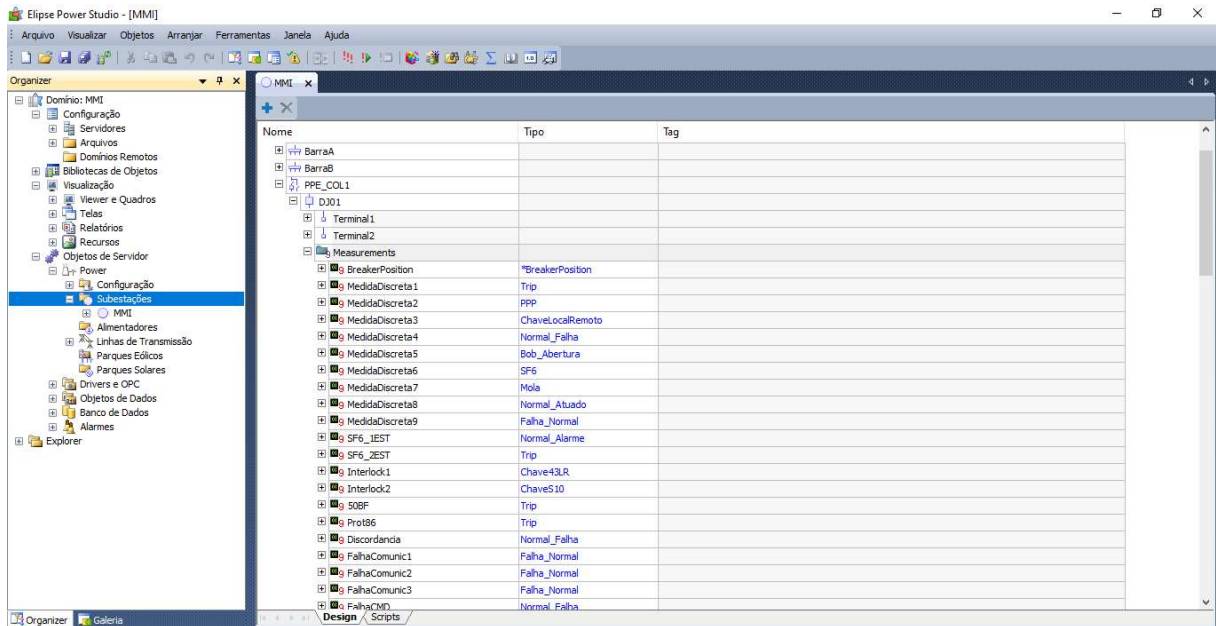 Elipse Power Studio - [MMI]
Arquivo Visualizar Objetos Arranjar Ferramentas Janela Ajuda
Organizer
Domínio: MMI
Configuração
Servidores
Arquivos
Domínios Remotos
Bibliotecas de Objetos
Visualização
Viewer e Quadros
Telas
Relatórios
Recursos
Objetos de Servidor
Power
Configuração
Subestações
MMI
Alimentadores
Linhas de Transmissão
Parques Eólicos
Parques Solares
Drivers e OPC
Objetos de Dados
Banco de Dados
Alarmes
Explorer
Organizer Galeria
MMI
Nome Tipo Tag
BarraA
BarraB
PPE_COL1
DJ01
Terminal1
Terminal2
Measurements
BreakerPosition *BreakerPosition
MedidaDiscreta1 Trip
MedidaDiscreta2 PPP
MedidaDiscreta3 ChaveLocalRemoto
MedidaDiscreta4 Normal_Falha
MedidaDiscreta5 Bob_Abertura
MedidaDiscreta6 SF6
MedidaDiscreta7 Mola
MedidaDiscreta8 Normal_Atuado
MedidaDiscreta9 Falha_Normal
SF6_1EST Normal_Alarme
SF6_2EST Trip
Interlock1 Chave43LR
Interlock2 ChaveS10
50BF Trip
Prot86 Trip
Discordancia Normal_Falha
FalhaComunic1 Falha_Normal
FalhaComunic2 Falha_Normal
FalhaComunic3 Falha_Normal
FalhaCMD Normal_Falha
Design Scripts